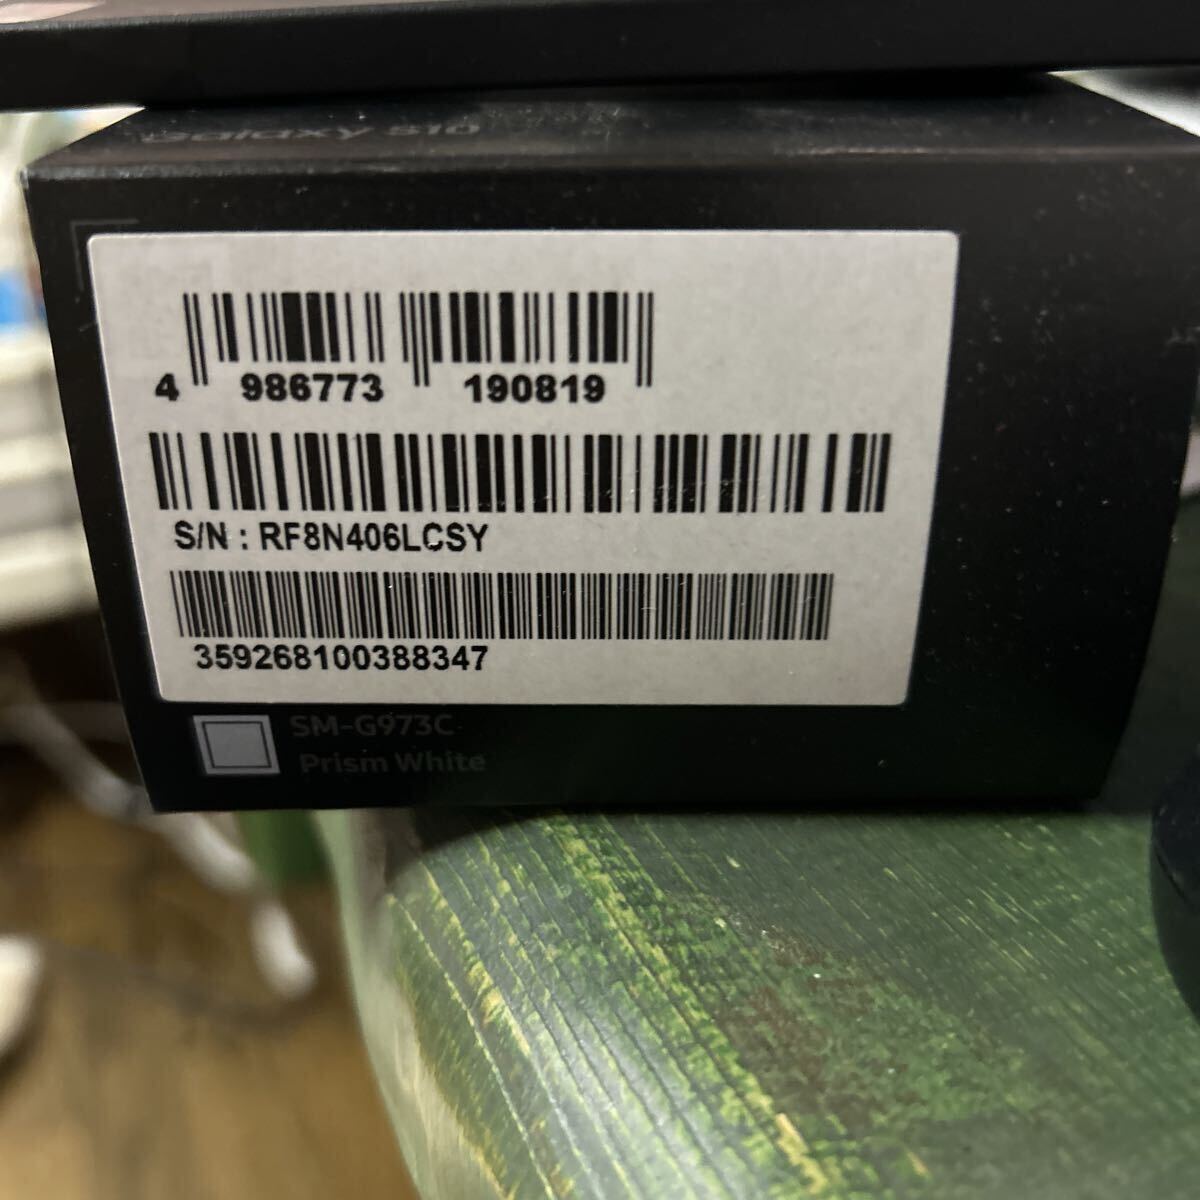 Galaxy S10
4 986773 190819
S/N : RF8N406LCSY
359268100388347
SM-G973C
Prism White